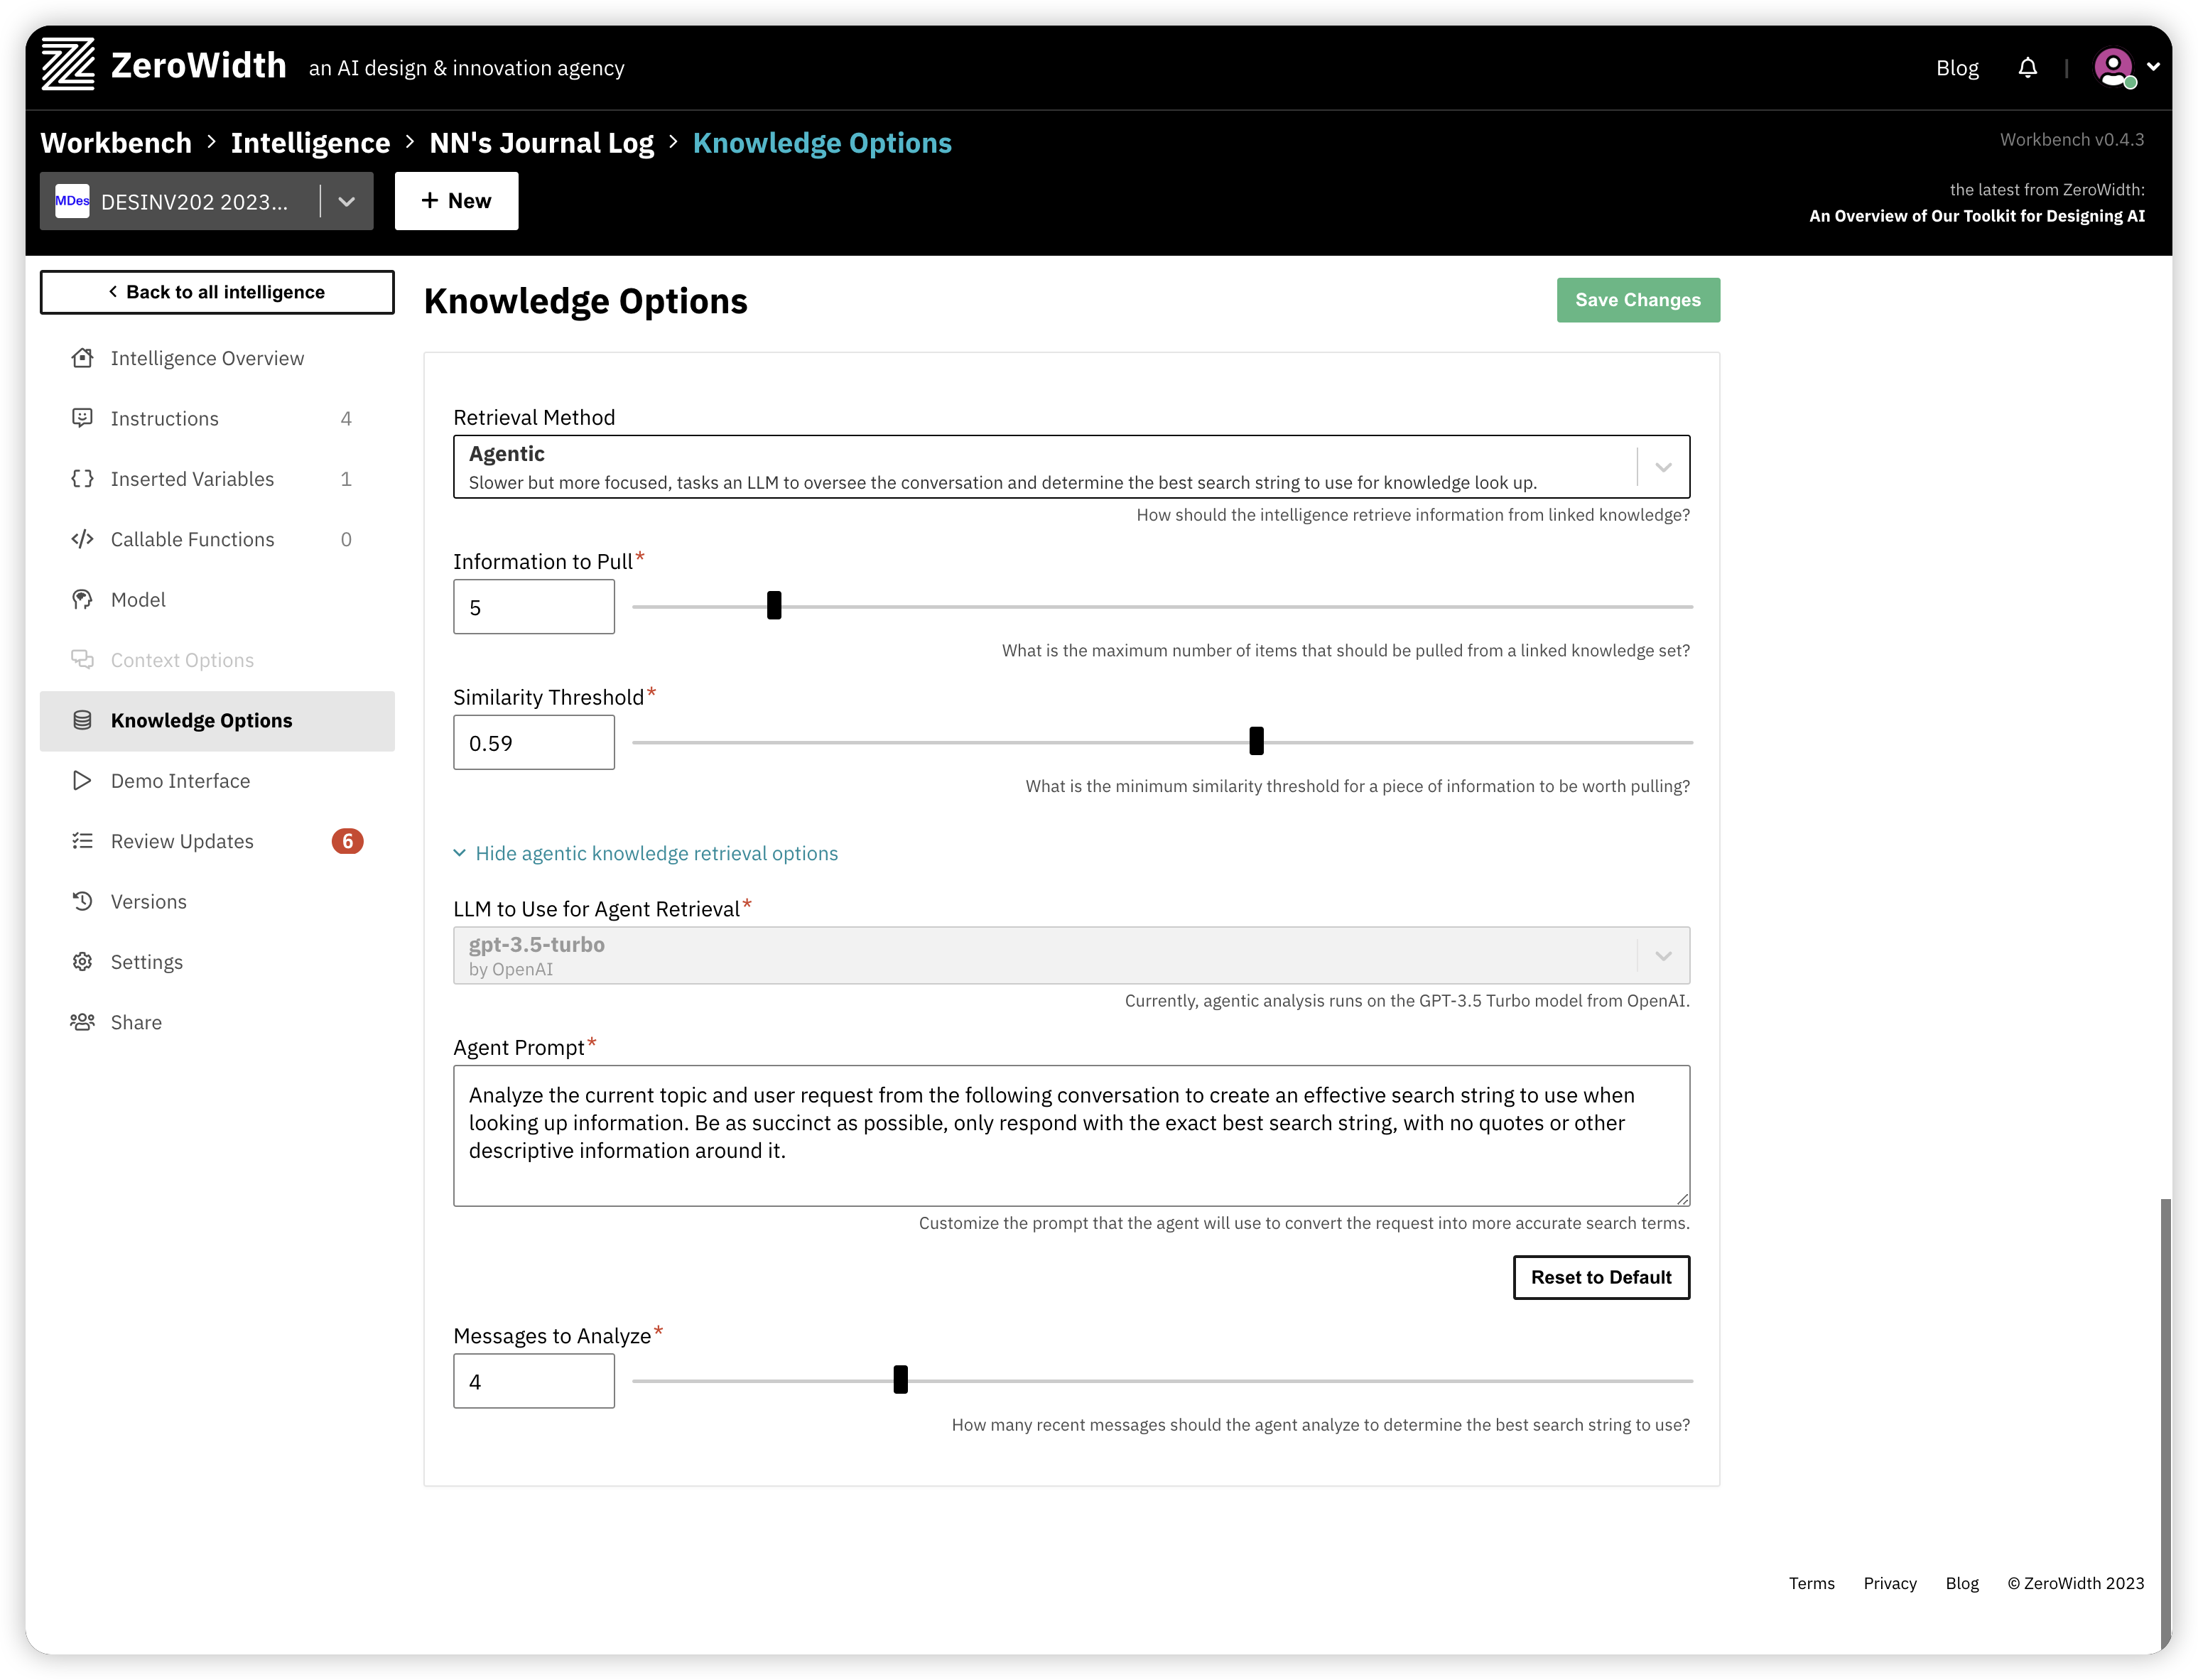 ZeroWidth an AI design & innovation agency
Blog
Workbench > Intelligence > NN's Journal Log > Knowledge Options
Workbench v0.4.3
MDes DESINV202 2023...
+ New
the latest from ZeroWidth:
An Overview of Our Toolkit for Designing AI
< Back to all intelligence
Intelligence Overview
Instructions 4
Inserted Variables 1
Callable Functions 0
Model
Context Options
Knowledge Options
Demo Interface
Review Updates 6
Versions
Settings
Share
Knowledge Options
Save Changes
Retrieval Method
Agentic
Slower but more focused, tasks an LLM to oversee the conversation and determine the best search string to use for knowledge look up.
How should the intelligence retrieve information from linked knowledge?
Information to Pull*
5
What is the maximum number of items that should be pulled from a linked knowledge set?
Similarity Threshold*
0.59
What is the minimum similarity threshold for a piece of information to be worth pulling?
Hide agentic knowledge retrieval options
LLM to Use for Agent Retrieval*
gpt-3.5-turbo
by OpenAI
Currently, agentic analysis runs on the GPT-3.5 Turbo model from OpenAI.
Agent Prompt*
Analyze the current topic and user request from the following conversation to create an effective search string to use when
looking up information. Be as succinct as possible, only respond with the exact best search string, with no quotes or other
descriptive information around it.
Customize the prompt that the agent will use to convert the request into more accurate search terms.
Reset to Default
Messages to Analyze*
4
How many recent messages should the agent analyze to determine the best search string to use?
Terms Privacy Blog © ZeroWidth 2023